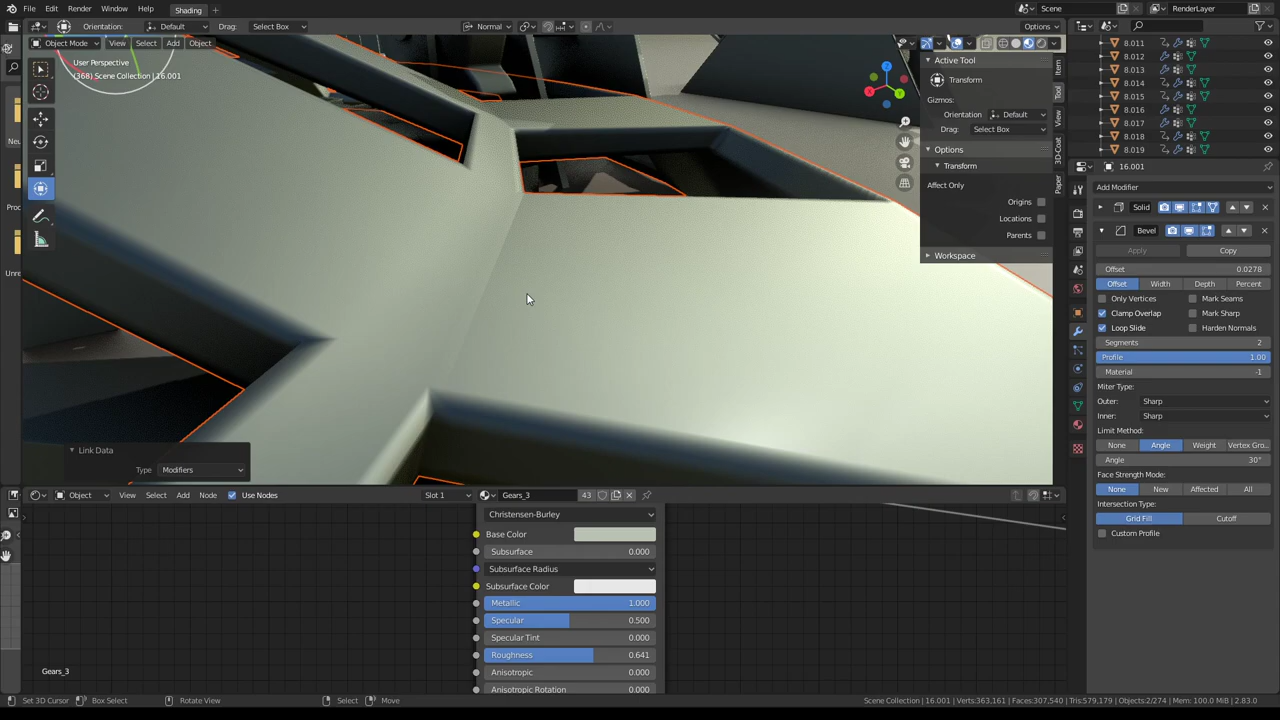 File Edit Render Window Help Shading + Scene RenderLayer
Orientation: Default Drag: Select Box Normal Options
Object Mode View Select Add Object
User Perspective
(368) Scene Collection | 16.001
Active Tool
Transform
Gizmos:
Orientation Default
Drag: Select Box
Options
Transform
Affect Only
Origins
Locations
Parents
Workspace
Item
Tool
View
3D-Coat
Paper
X
Y
Z
8.011
8.012
8.013
8.014
8.015
8.016
8.017
8.018
8.019
16.001
Add Modifier
Solid
Bevel
Apply Copy
Offset 0.0278
Offset Width Depth Percent
Only Vertices Mark Seams
Clamp Overlap Mark Sharp
Loop Slide Harden Normals
Segments 2
Profile 1.00
Material -1
Miter Type:
Outer: Sharp
Inner: Sharp
Limit Method:
None Angle Weight Vertex Gro...
Angle 30°
Face Strength Mode:
None New Affected All
Intersection Type:
Grid Fill Cutoff
Custom Profile
Link Data
Type Modifiers
Object View Select Add Node Use Nodes Slot 1 Gears_3 43
Christensen-Burley
Base Color
Subsurface 0.000
Subsurface Radius
Subsurface Color
Metallic 1.000
Specular 0.500
Specular Tint 0.000
Roughness 0.641
Anisotropic 0.000
Anisotropic Rotation 0.000
Gears_3
Set 3D Cursor Box Select Rotate View Select Move Scene Collection | 16.001 | Verts:363,161 | Faces:307,540 | Tris:579,179 | Objects:2/274 | Mem: 100.0 MiB | 2.83.0